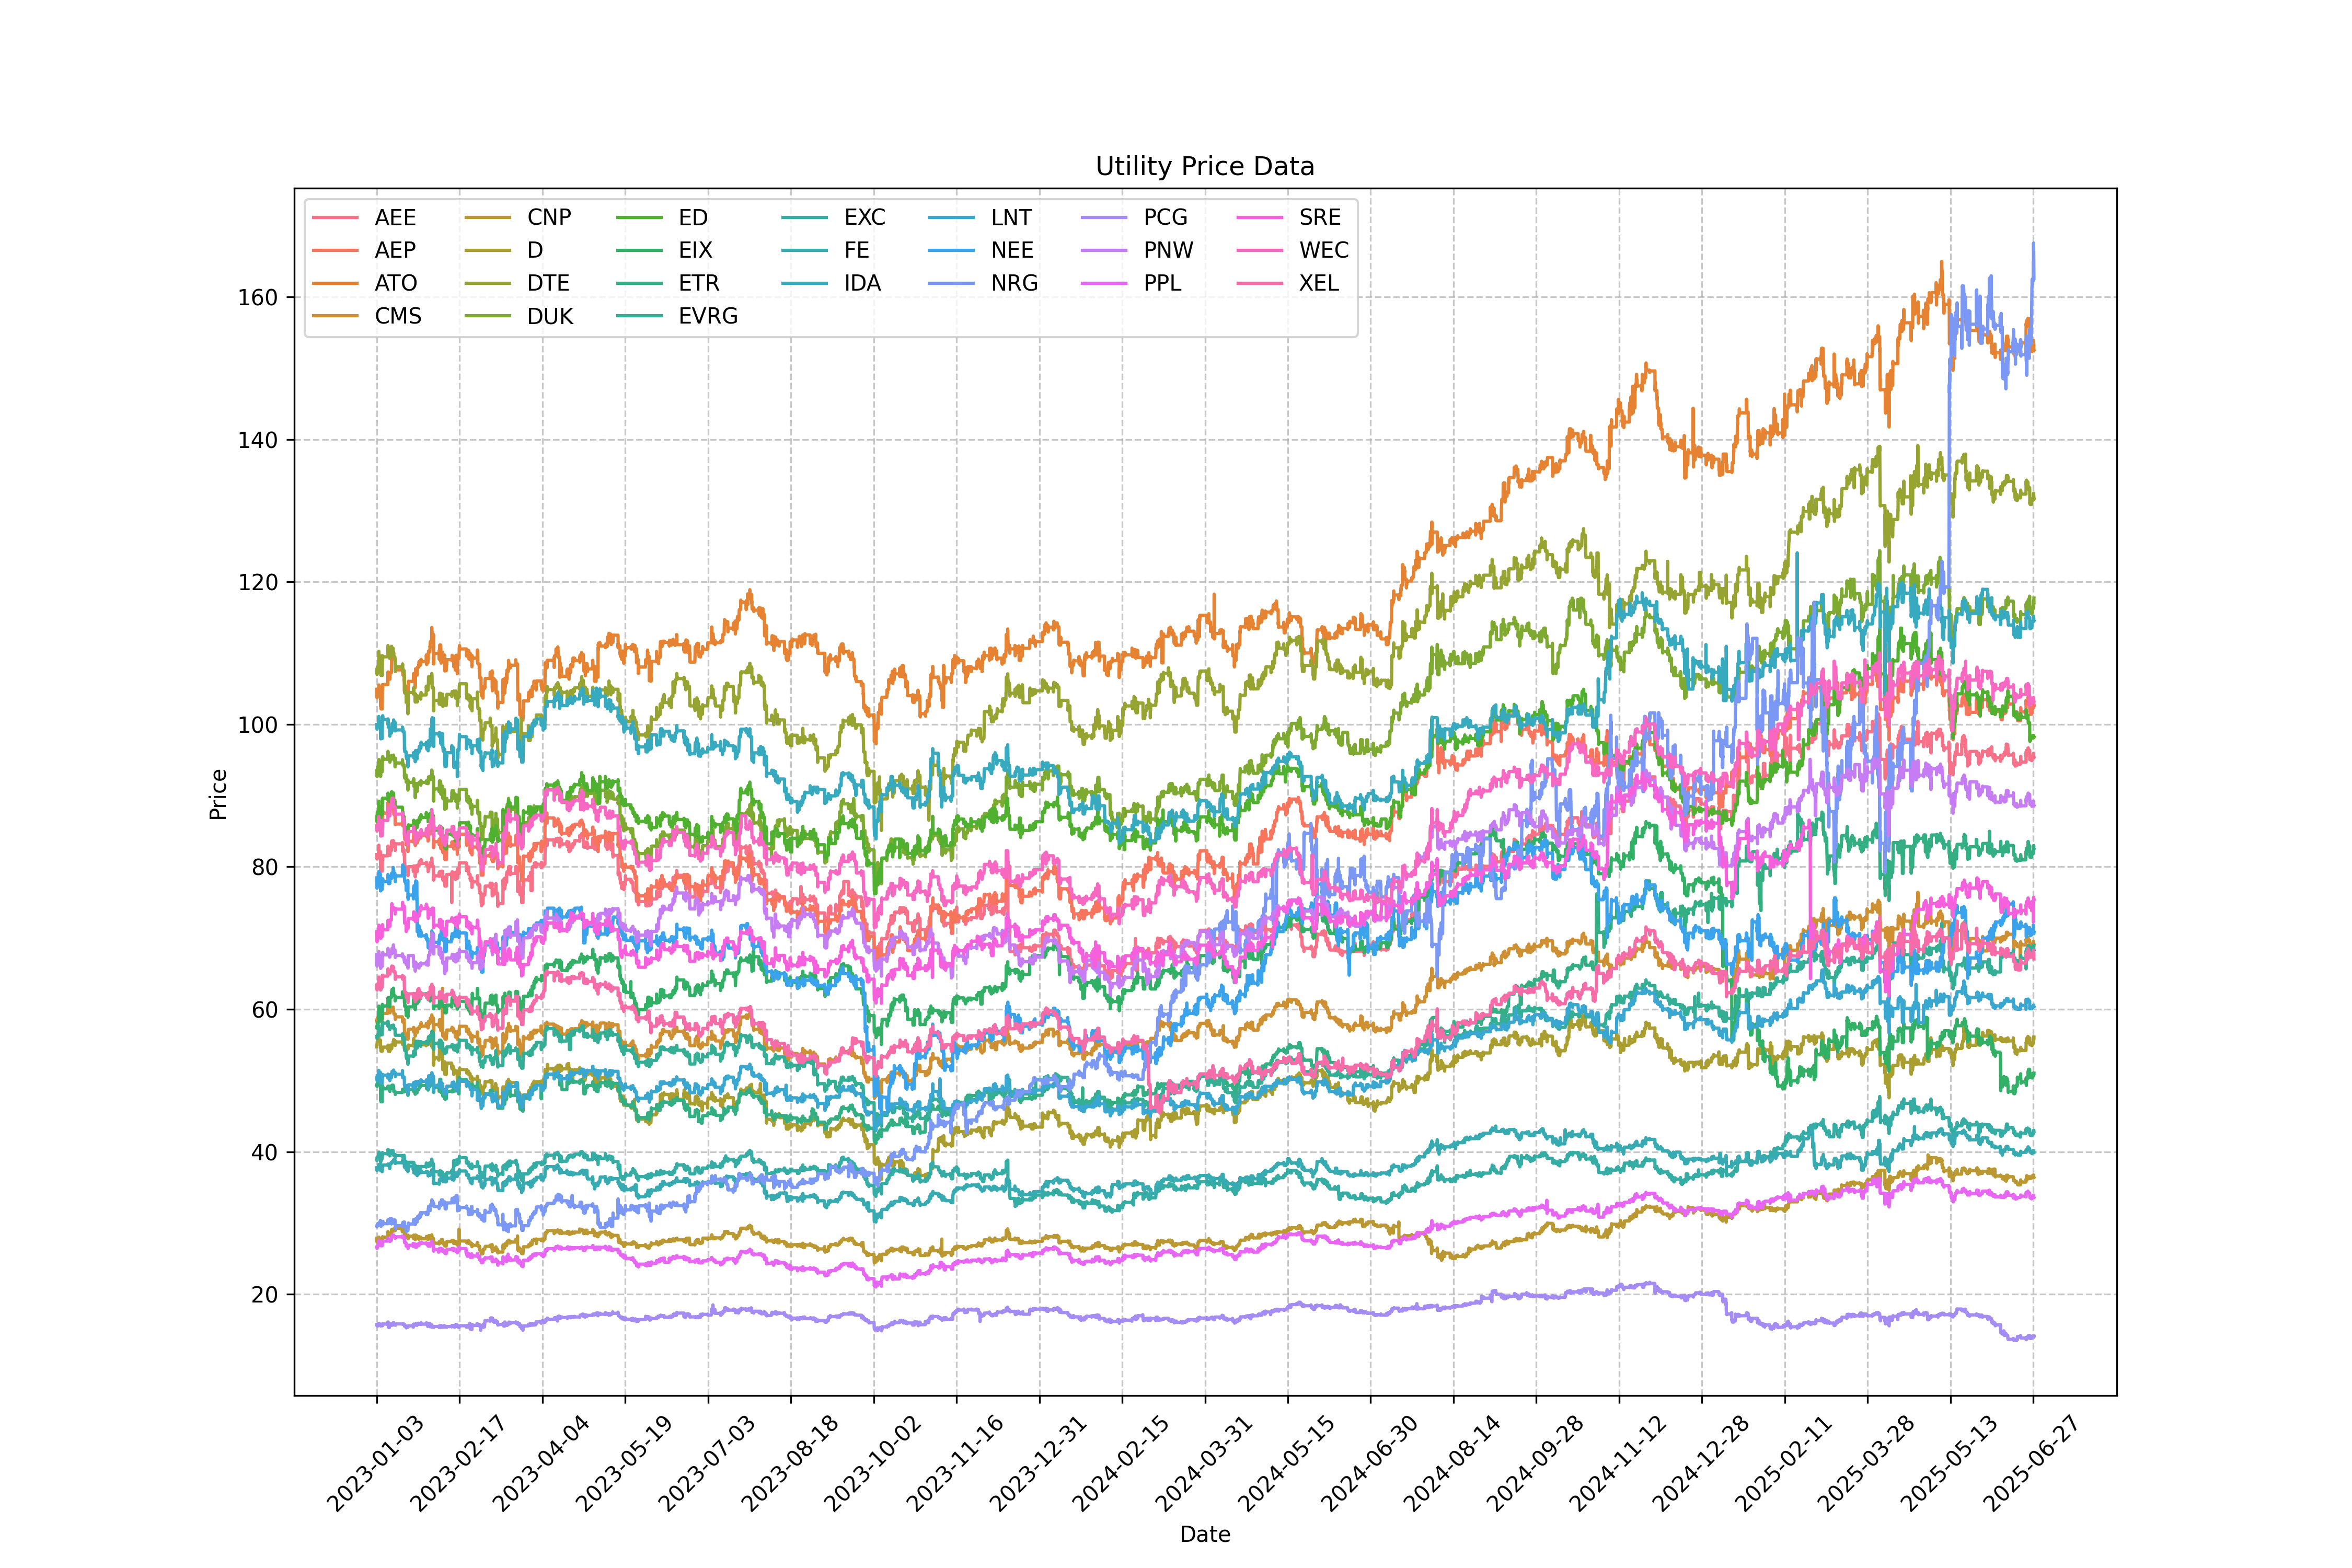 Utility Price Data
AEE
AEP
ATO
CMS
CNP
D
DTE
DUK
ED
EIX
ETR
EVRG
EXC
FE
IDA
LNT
NEE
NRG
PCG
PNW
PPL
SRE
WEC
XEL
Price
160
140
120
100
80
60
40
20
2023-01-03
2023-02-17
2023-04-04
2023-05-19
2023-07-03
2023-08-18
2023-10-02
2023-11-16
2023-12-31
2024-02-15
2024-03-31
2024-05-15
2024-06-30
2024-08-14
2024-09-28
2024-11-12
2024-12-28
2025-02-11
2025-03-28
2025-05-13
2025-06-27
Date